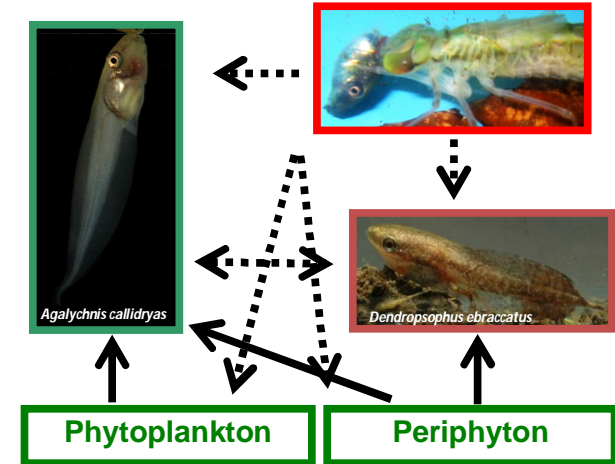 Agalychnis callidryas
Dendropsophus ebraccatus
Phytoplankton
Periphyton